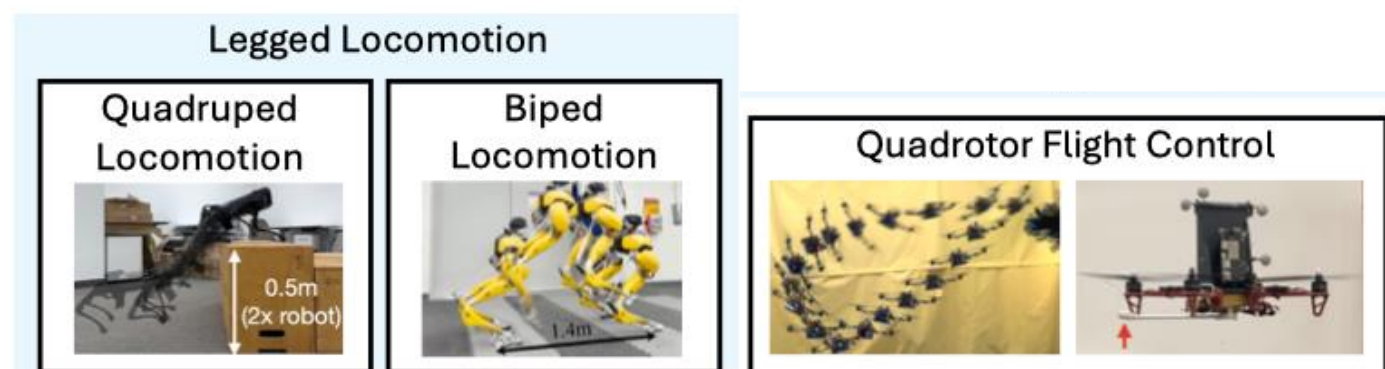 Legged Locomotion
Quadruped
Locomotion
0.5m
(2x robot)
Biped
Locomotion
1.4m
Quadrotor Flight Control